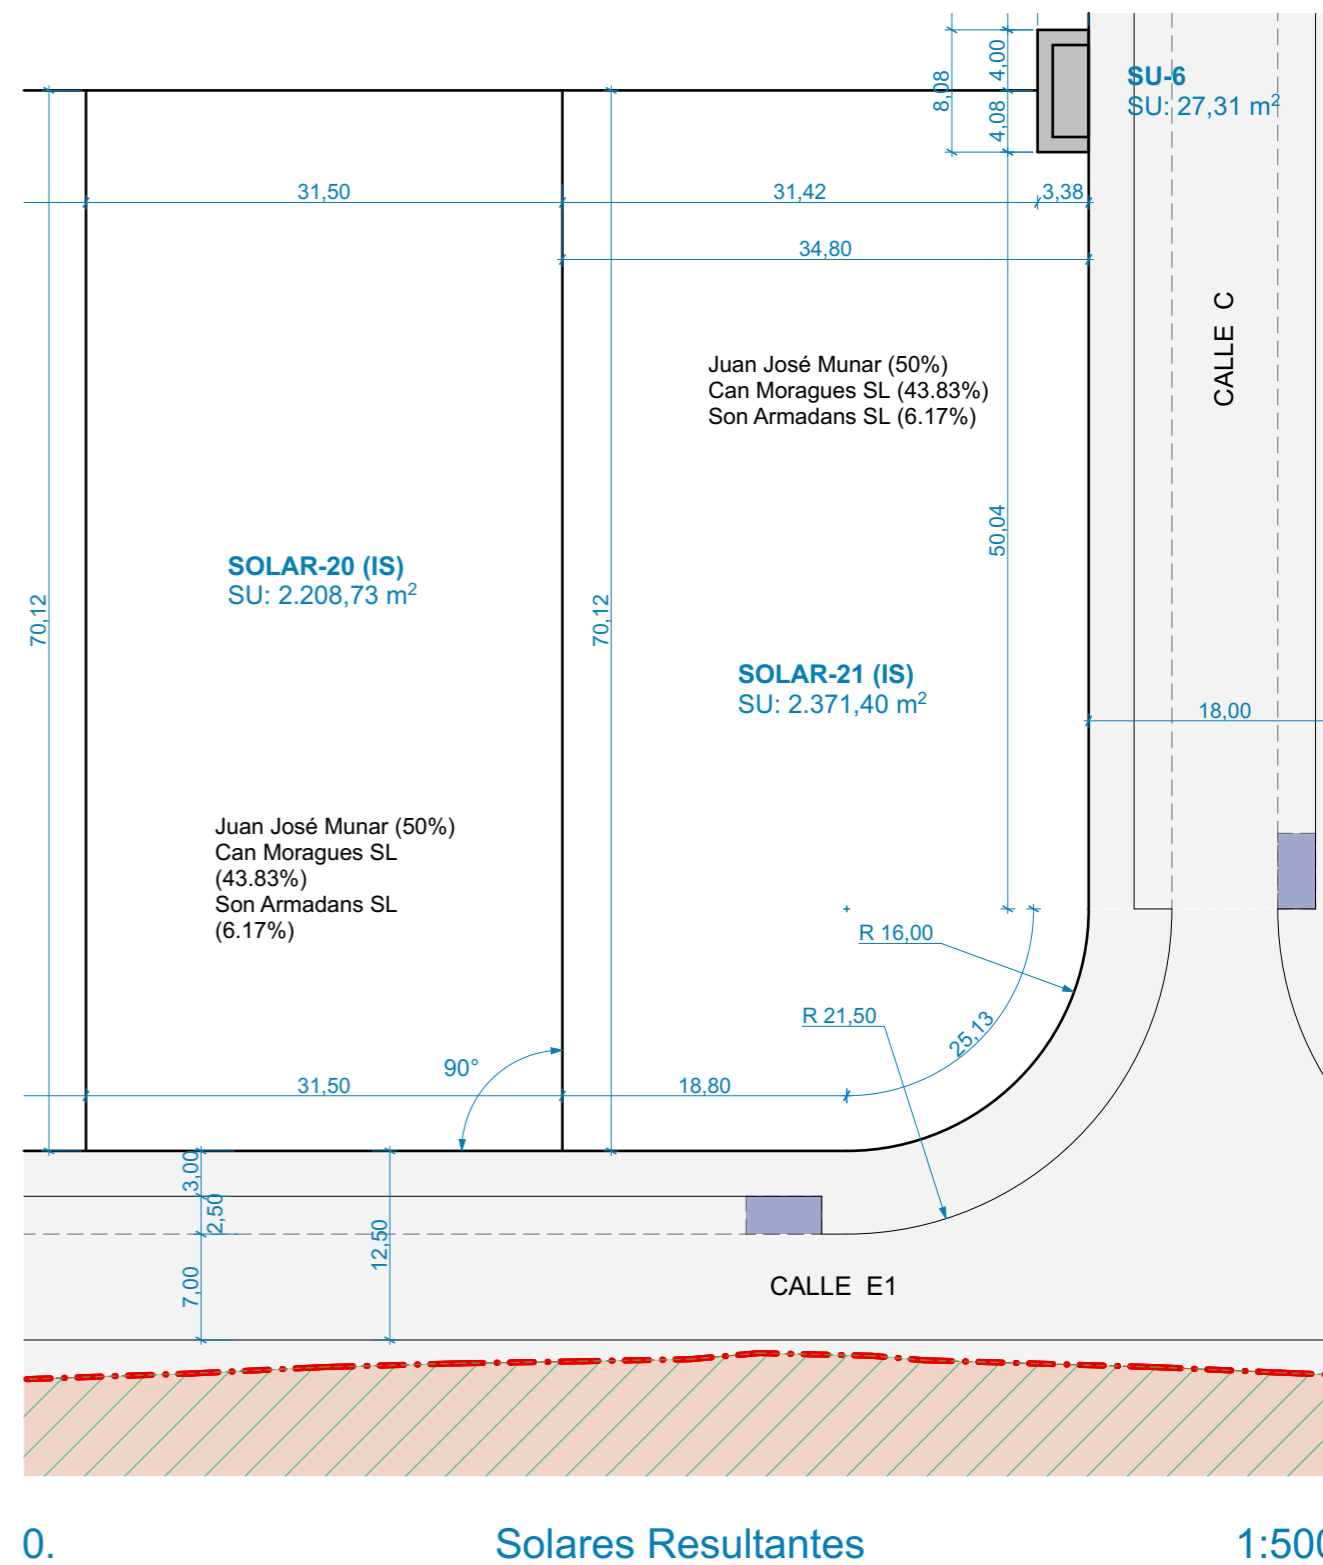 4,00
8,08
4,08
SU-6
SU: 27,31 m²
31,50
31,42
3,38
34,80
CALLE C
Juan José Munar (50%)
Can Moragues SL (43.83%)
Son Armadans SL (6.17%)
50,04
SOLAR-20 (IS)
SU: 2.208,73 m²
70,12
70,12
SOLAR-21 (IS)
SU: 2.371,40 m²
18,00
Juan José Munar (50%)
Can Moragues SL
(43.83%)
Son Armadans SL
(6.17%)
R 16,00
R 21,50
25,13
90°
31,50
18,80
3,00
2,50
12,50
7,00
CALLE E1
0.
Solares Resultantes
1:500